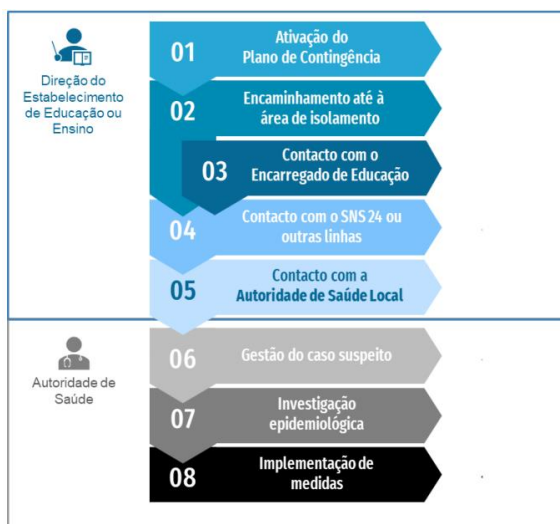 Direção do
Estabelecimento
de Educação ou
Ensino
01
Ativação do
Plano de Contingência
02
Encaminhamento até à
área de isolamento
03
Contacto com o
Encarregado de Educação
04
Contacto com o SNS 24 ou
outras linhas
05
Contacto com a
Autoridade de Saúde Local
Autoridade de
Saúde
06
Gestão do caso suspeito
07
Investigação
epidemiológica
08
Implementação de
medidas